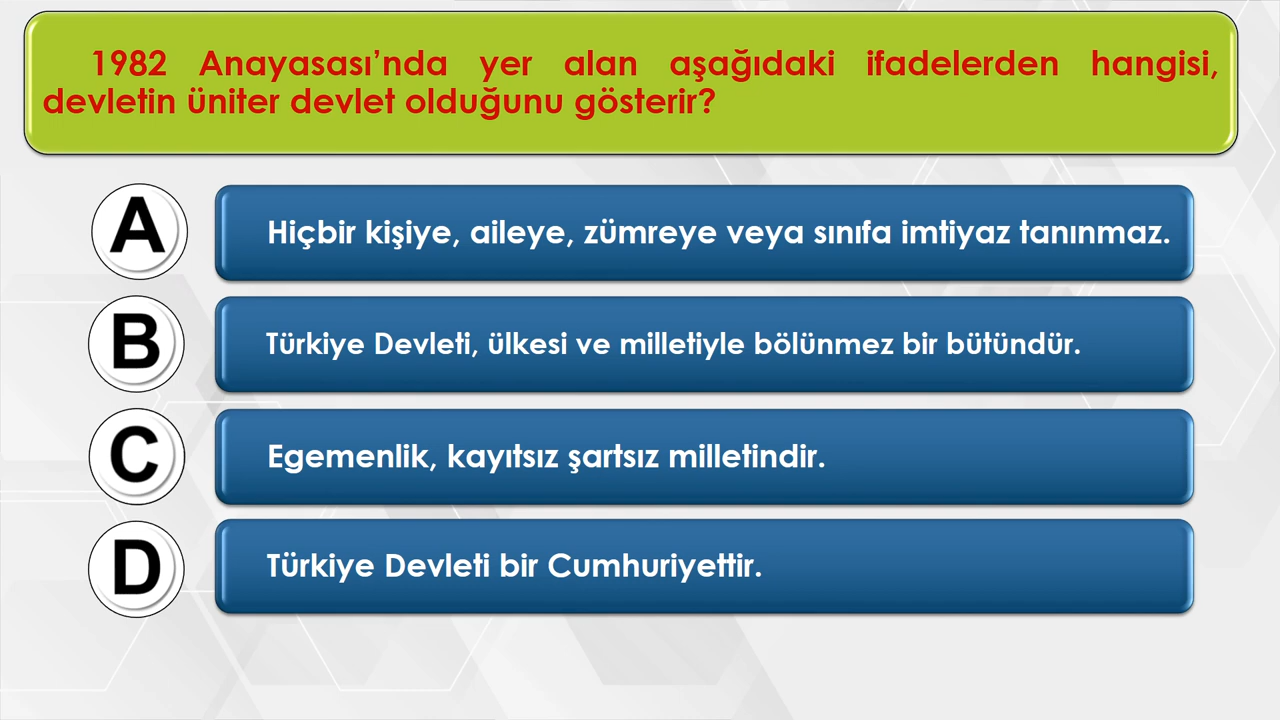 1982 Anayasası’nda yer alan aşağıdaki ifadelerden hangisi,
devletin üniter devlet olduğunu gösterir?
A Hiçbir kişiye, aileye, zümreye veya sınıfa imtiyaz tanınmaz.
B Türkiye Devleti, ülkesi ve milletiyle bölünmez bir bütündür.
C Egemenlik, kayıtsız şartsız milletindir.
D Türkiye Devleti bir Cumhuriyettir.